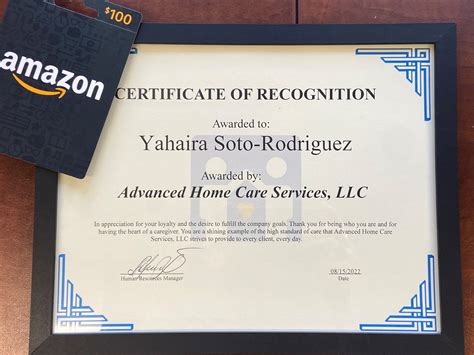 $100
amazon
CERTIFICATE OF RECOGNITION
Awarded to:
Yahaira Soto-Rodriguez
Awarded by:
Advanced Home Care Services, LLC
In appreciation for your loyalty and the desire to fulfill the company goals. Thank you for being who you are and for
having the heart of a caregiver. You are a shining example of the high standard of care that Advanced Home Care
Services, LLC strives to provide to every client, every day.
08/15/2022
Human Resources Manager
Date